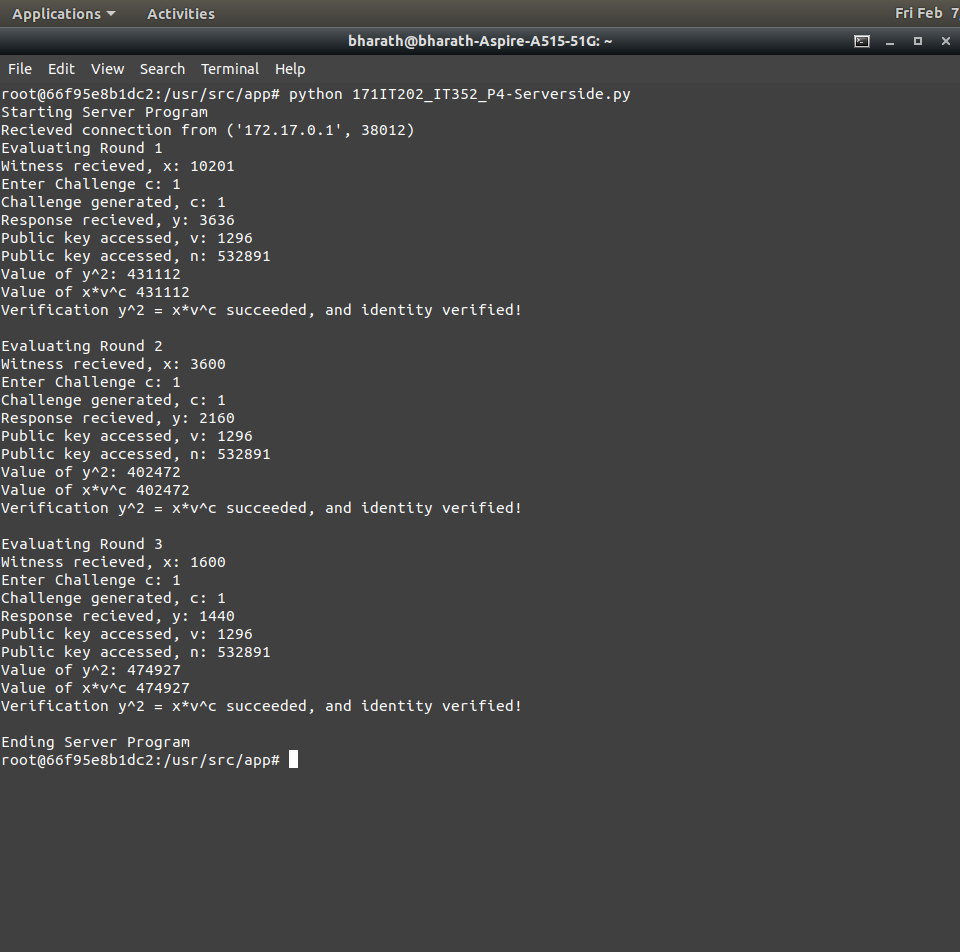 Applications Activities Fri Feb 7
bharath@bharath-Aspire-A515-51G: ~
File Edit View Search Terminal Help
root@66f95e8b1dc2:/usr/src/app# python 171IT202_IT352_P4-Serverside.py
Starting Server Program
Recieved connection from ('172.17.0.1', 38012)
Evaluating Round 1
Witness recieved, x: 10201
Enter Challenge c: 1
Challenge generated, c: 1
Response recieved, y: 3636
Public key accessed, v: 1296
Public key accessed, n: 532891
Value of y^2: 431112
Value of x*v^c 431112
Verification y^2 = x*v^c succeeded, and identity verified!
Evaluating Round 2
Witness recieved, x: 3600
Enter Challenge c: 1
Challenge generated, c: 1
Response recieved, y: 2160
Public key accessed, v: 1296
Public key accessed, n: 532891
Value of y^2: 402472
Value of x*v^c 402472
Verification y^2 = x*v^c succeeded, and identity verified!
Evaluating Round 3
Witness recieved, x: 1600
Enter Challenge c: 1
Challenge generated, c: 1
Response recieved, y: 1440
Public key accessed, v: 1296
Public key accessed, n: 532891
Value of y^2: 474927
Value of x*v^c 474927
Verification y^2 = x*v^c succeeded, and identity verified!
Ending Server Program
root@66f95e8b1dc2:/usr/src/app#